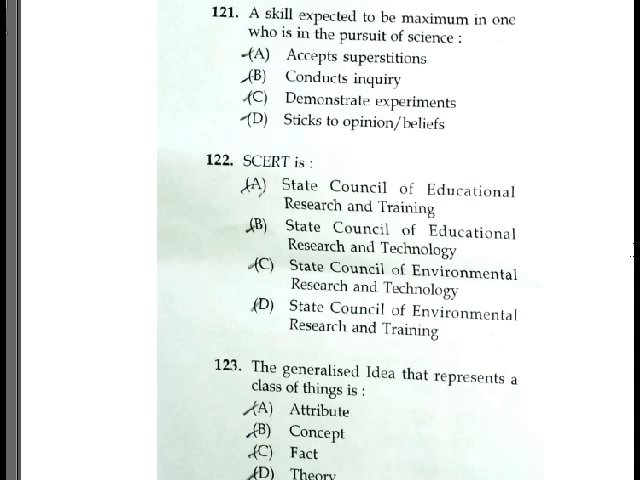 121. A skill expected to be maximum in one
who is in the pursuit of science :
(A) Accepts superstitions
(B) Conducts inquiry
(C) Demonstrate experiments
(D) Sticks to opinion/beliefs
122. SCERT is :
(A) State Council of Educational
Research and Training
(B) State Council of Educational
Research and Technology
(C) State Council of Environmental
Research and Technology
(D) State Council of Environmental
Research and Training
123. The generalised Idea that represents a
class of things is :
(A) Attribute
(B) Concept
(C) Fact
(D) Theory